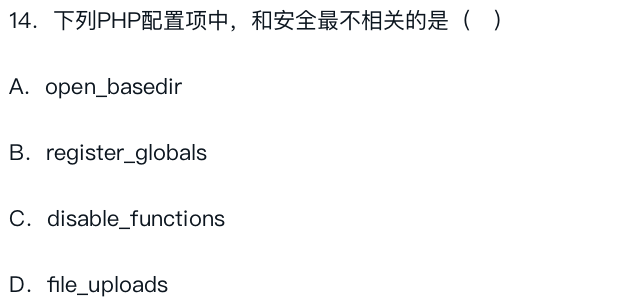 14. 下列PHP配置项中，和安全最不相关的是（　）
A. open_basedir
B. register_globals
C. disable_functions
D. file_uploads